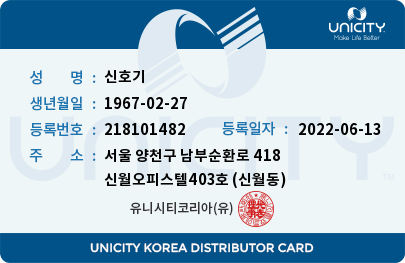 UNICITY
Make Life Better
성 명 : 신호기
생년월일 : 1967-02-27
등록번호 : 218101482 등록일자 : 2022-06-13
주 소 : 서울 양천구 남부순환로 418
신월오피스텔403호 (신월동)
유니시티코리아(유)
UNICITY
UNICITY KOREA DISTRIBUTOR CARD